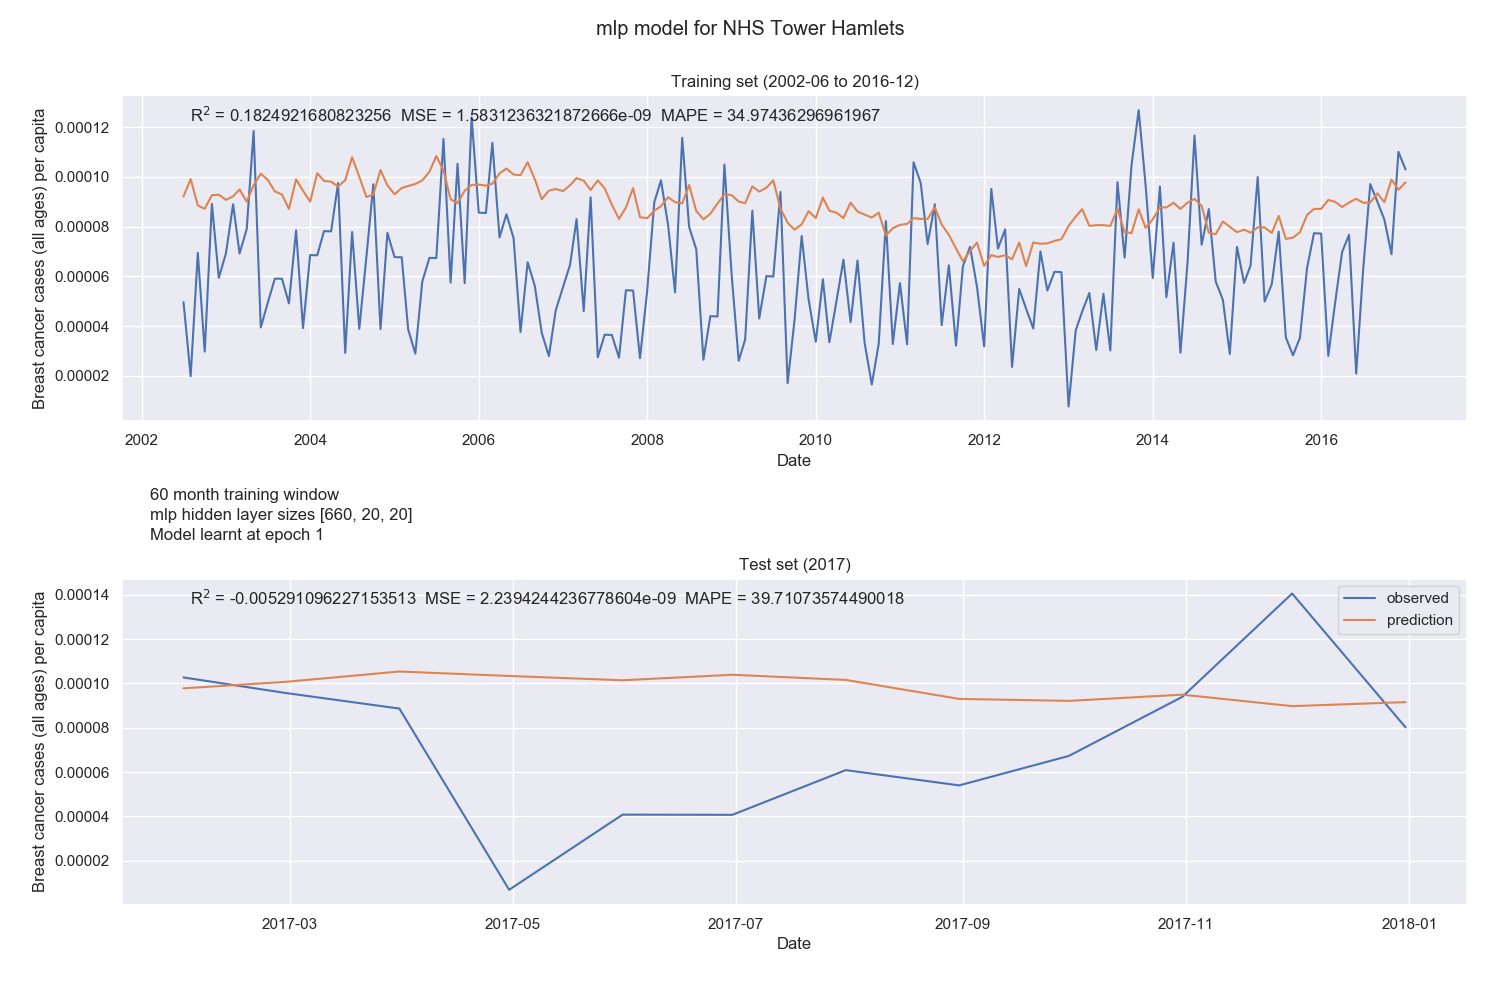 mlp model for NHS Tower Hamlets
Training set (2002-06 to 2016-12)
R² = 0.1824921680823256 MSE = 1.5831236321872666e-09 MAPE = 34.97436296961967
Breast cancer cases (all ages) per capita
0.00012
0.00010
0.00008
0.00006
0.00004
0.00002
2002 2004 2006 2008 2010 2012 2014 2016
Date
60 month training window
mlp hidden layer sizes [660, 20, 20]
Model learnt at epoch 1
Test set (2017)
R² = -0.005291096227153513 MSE = 2.2394244236778604e-09 MAPE = 39.71073574490018
observed
prediction
Breast cancer cases (all ages) per capita
0.00014
0.00012
0.00010
0.00008
0.00006
0.00004
0.00002
2017-03 2017-05 2017-07 2017-09 2017-11 2018-01
Date